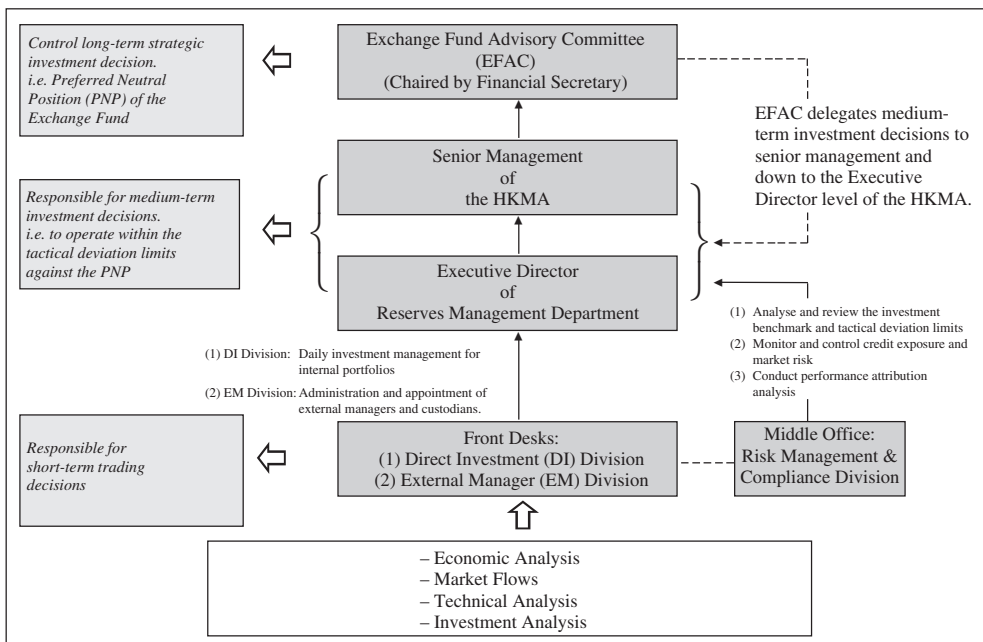 Control long-term strategic
investment decision.
i.e. Preferred Neutral
Position (PNP) of the
Exchange Fund
Exchange Fund Advisory Committee
(EFAC)
(Chaired by Financial Secretary)
EFAC delegates medium-
term investment decisions to
senior management and
down to the Executive
Director level of the HKMA.
Senior Management
of
the HKMA
Responsible for medium-term
investment decisions.
i.e. to operate within the
tactical deviation limits
against the PNP
Executive Director
of
Reserves Management Department
(1) Analyse and review the investment
benchmark and tactical deviation limits
(2) Monitor and control credit exposure and
market risk
(3) Conduct performance attribution
analysis
(1) DI Division: Daily investment management for
internal portfolios
(2) EM Division: Administration and appointment of
external managers and custodians.
Responsible for
short-term trading
decisions
Front Desks:
(1) Direct Investment (DI) Division
(2) External Manager (EM) Division
Middle Office:
Risk Management &
Compliance Division
– Economic Analysis
– Market Flows
– Technical Analysis
– Investment Analysis